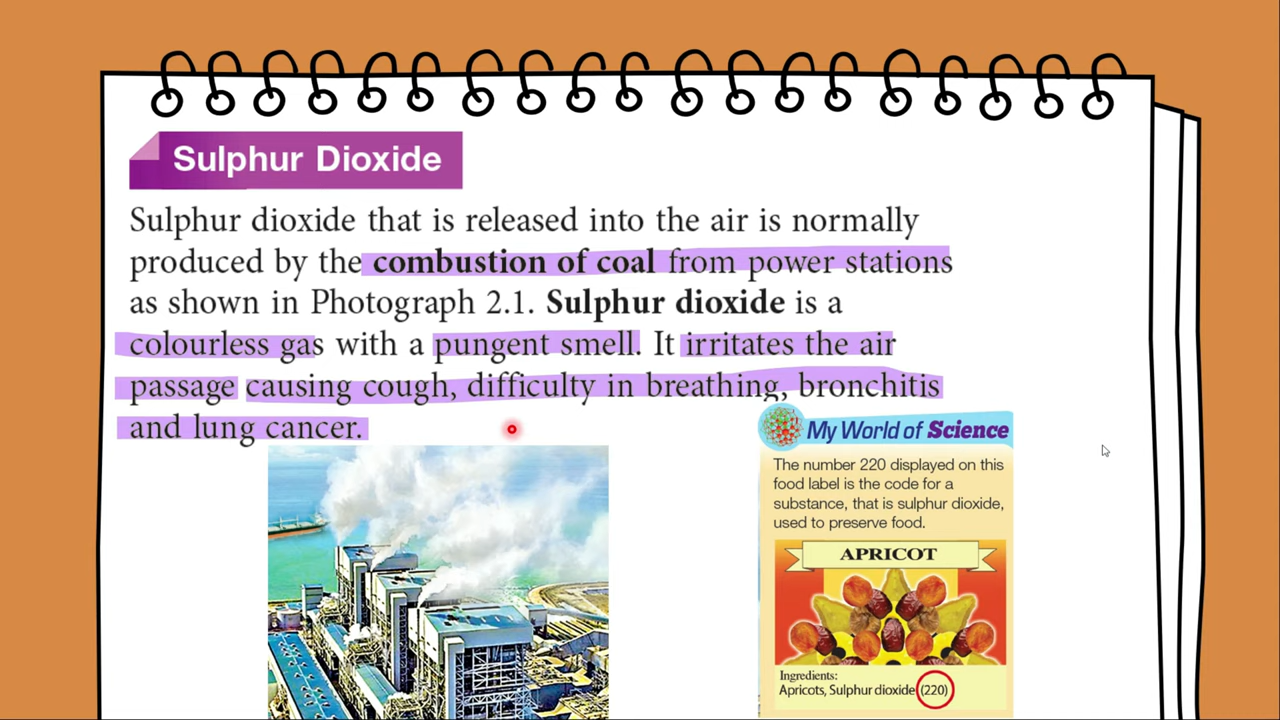 Sulphur Dioxide
Sulphur dioxide that is released into the air is normally
produced by the combustion of coal from power stations
as shown in Photograph 2.1. Sulphur dioxide is a
colourless gas with a pungent smell. It irritates the air
passage causing cough, difficulty in breathing, bronchitis
and lung cancer.
My World of Science
The number 220 displayed on this
food label is the code for a
substance, that is sulphur dioxide,
used to preserve food.
APRICOT
Ingredients:
Apricots, Sulphur dioxide (220)